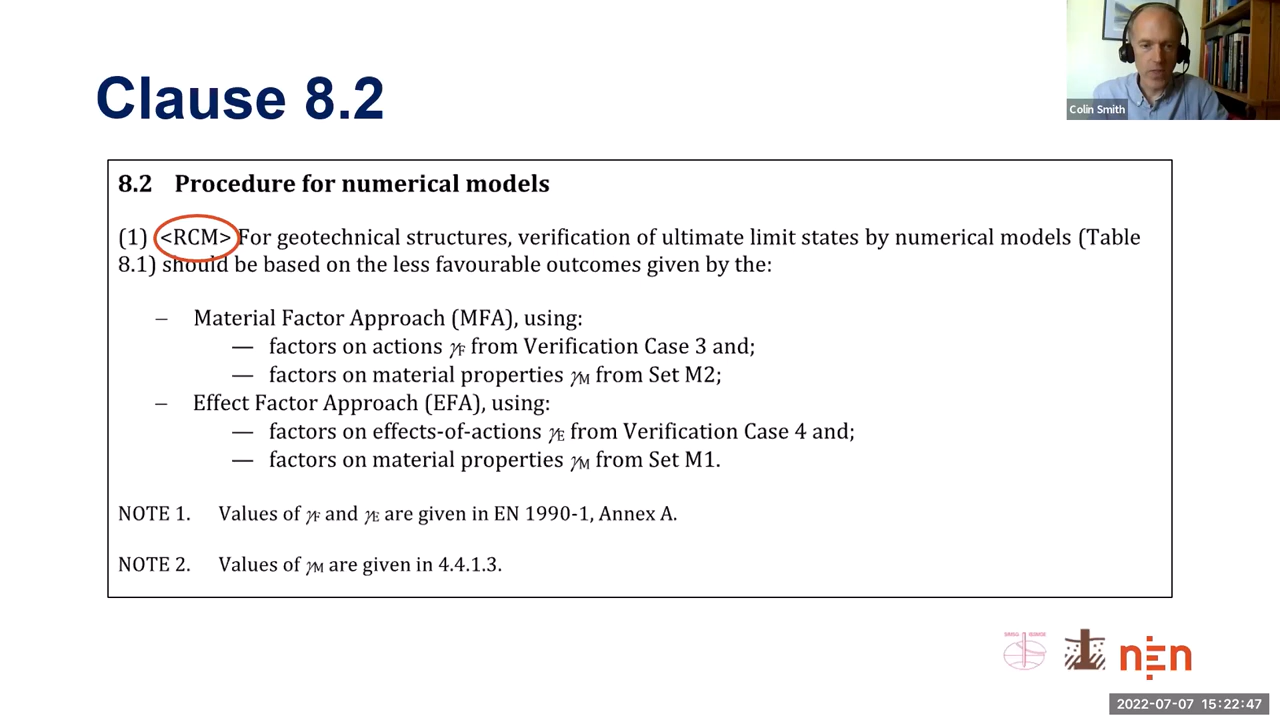 Clause 8.2
Colin Smith
8.2 Procedure for numerical models
(1) <RCM> For geotechnical structures, verification of ultimate limit states by numerical models (Table
8.1) should be based on the less favourable outcomes given by the:
– Material Factor Approach (MFA), using:
— factors on actions γF from Verification Case 3 and;
— factors on material properties γM from Set M2;
– Effect Factor Approach (EFA), using:
— factors on effects-of-actions γE from Verification Case 4 and;
— factors on material properties γM from Set M1.
NOTE 1. Values of γF and γE are given in EN 1990-1, Annex A.
NOTE 2. Values of γM are given in 4.4.1.3.
nEn
2022-07-07 15:22:47